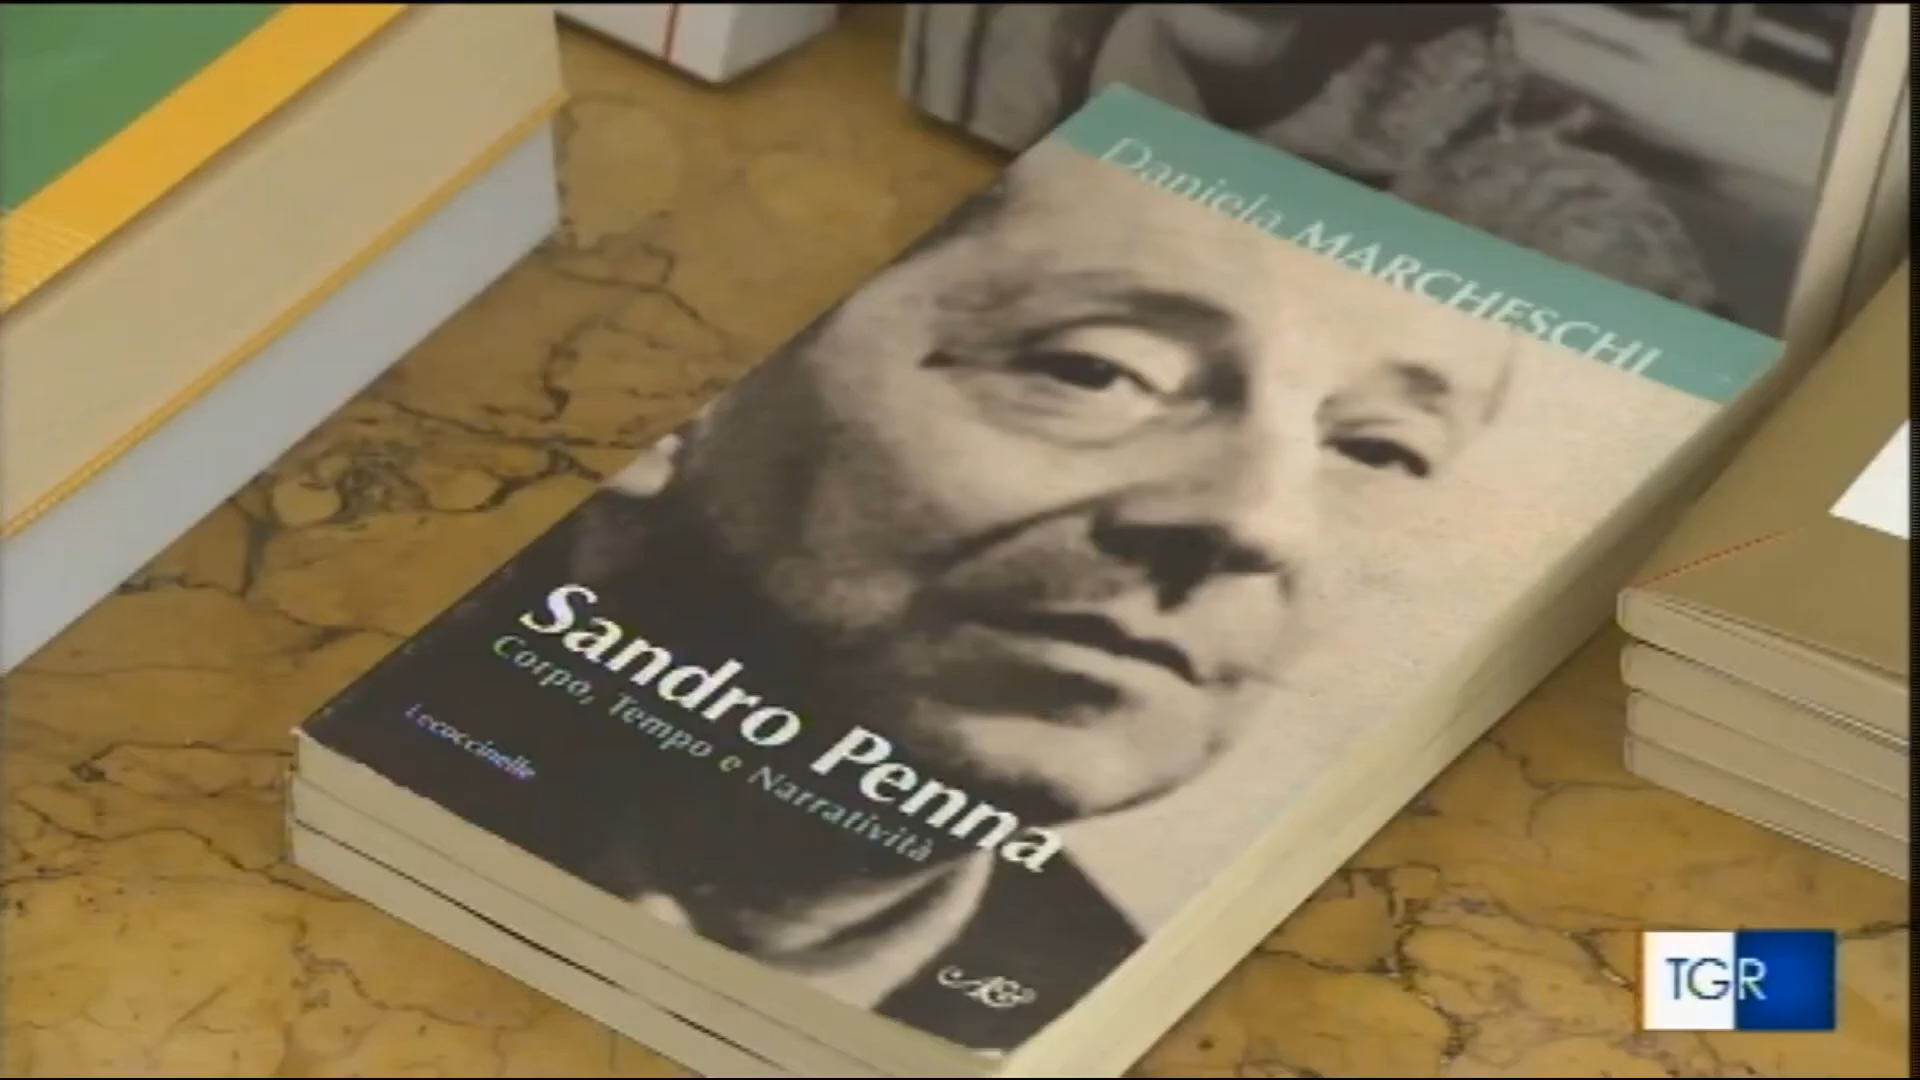 Daniela MARCHESCHI
Sandro Penna
Corpo, Tempo e Narratività
Lecoccinelle
TGR